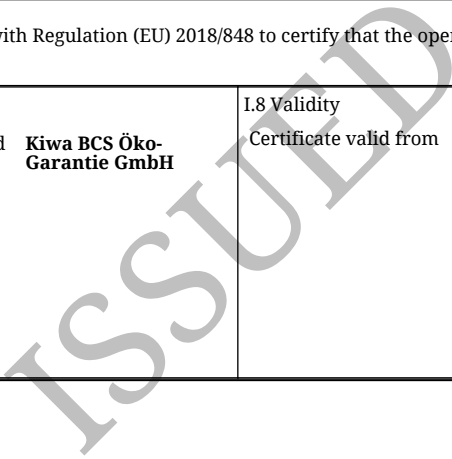 with Regulation (EU) 2018/848 to certify that the
Kiwa BCS Öko-
Garantie GmbH
I.8 Validity
Certificate valid from
ISSUED